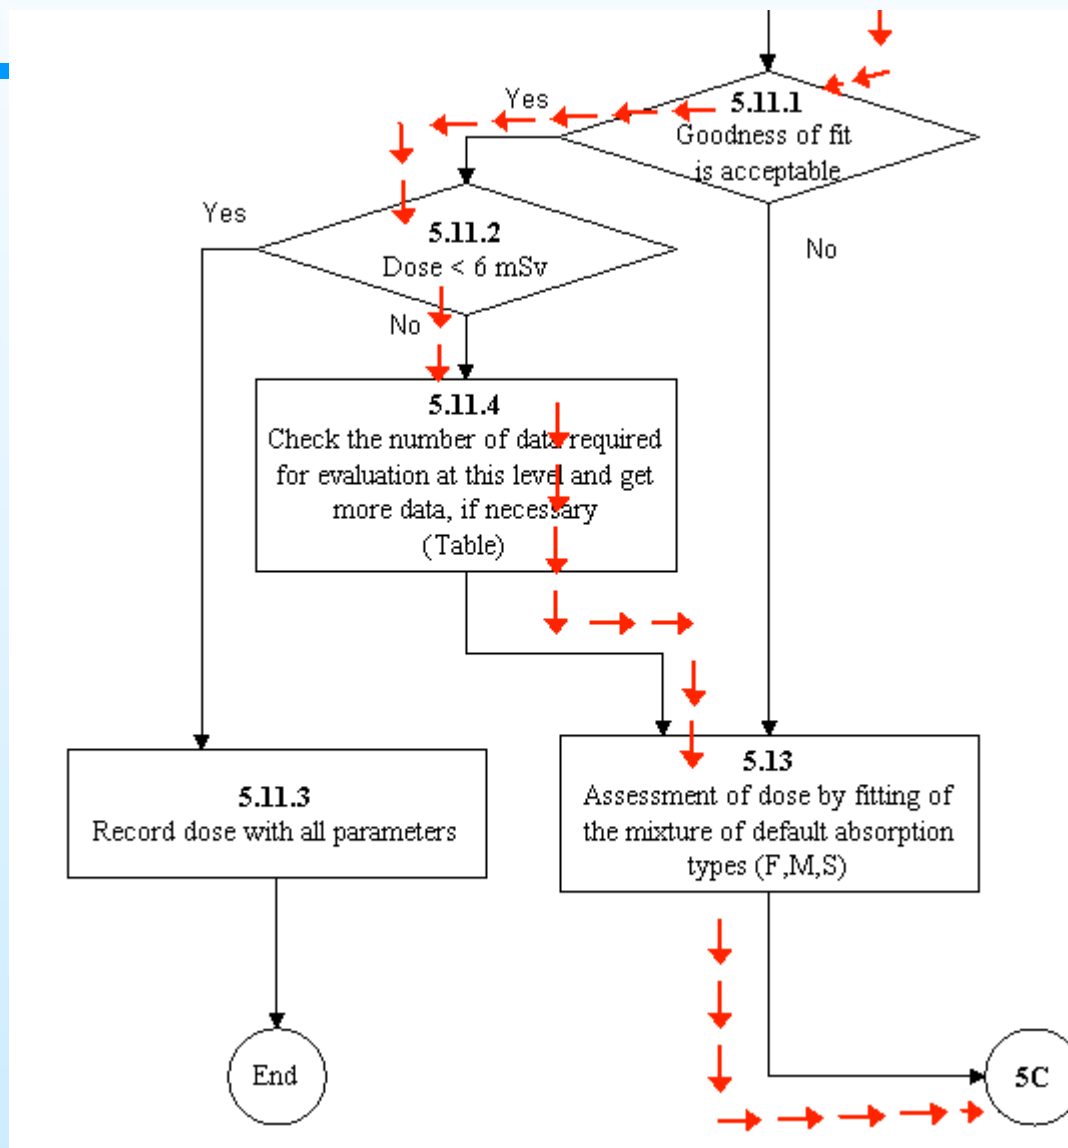 5.11.1
Goodness of fit
is acceptable
Yes
No
5.11.2
Dose < 6 mSv
Yes
No
5.11.4
Check the number of data required
for evaluation at this level and get
more data, if necessary
(Table)
5.11.3
Record dose with all parameters
5.13
Assessment of dose by fitting of
the mixture of default absorption
types (F,M,S)
End
5C